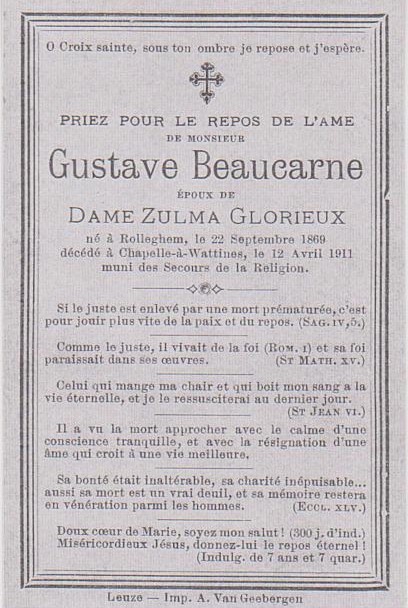 O Croix sainte, sous ton ombre je repose et j'espère.
PRIEZ POUR LE REPOS DE L'AME
DE MONSIEUR
Gustave Beaucarne
ÉPOUX DE
DAME ZULMA GLORIEUX
né à Rolleghem, le 22 Septembre 1869
décédé à Chapelle-à-Wattines, le 12 Avril 1911
muni des Secours de la Religion.
Si le juste est enlevé par une mort prématurée, c'est
pour jouir plus vite de la paix et du repos. (SAG. IV, 5.)
Comme le juste, il vivait de la foi (ROM. I) et sa foi
paraissait dans ses œuvres. (ST MATH. XV.)
Celui qui mange ma chair et qui boit mon sang a la
vie éternelle, et je le ressusciterai au dernier jour.
(ST JEAN VI.)
Il a vu la mort approcher avec le calme d'une
conscience tranquille, et avec la résignation d'une
âme qui croit à une vie meilleure.
Sa bonté était inaltérable, sa charité inépuisable...
aussi sa mort est un vrai deuil, et sa mémoire restera
en vénération parmi les hommes. (ECCL. XLV.)
Doux cœur de Marie, soyez mon salut ! (300 j. d'ind.)
Miséricordieux Jésus, donnez-lui le repos éternel !
(Indulg. de 7 ans et 7 quar.)
Leuze — Imp. A. Van Geebergen